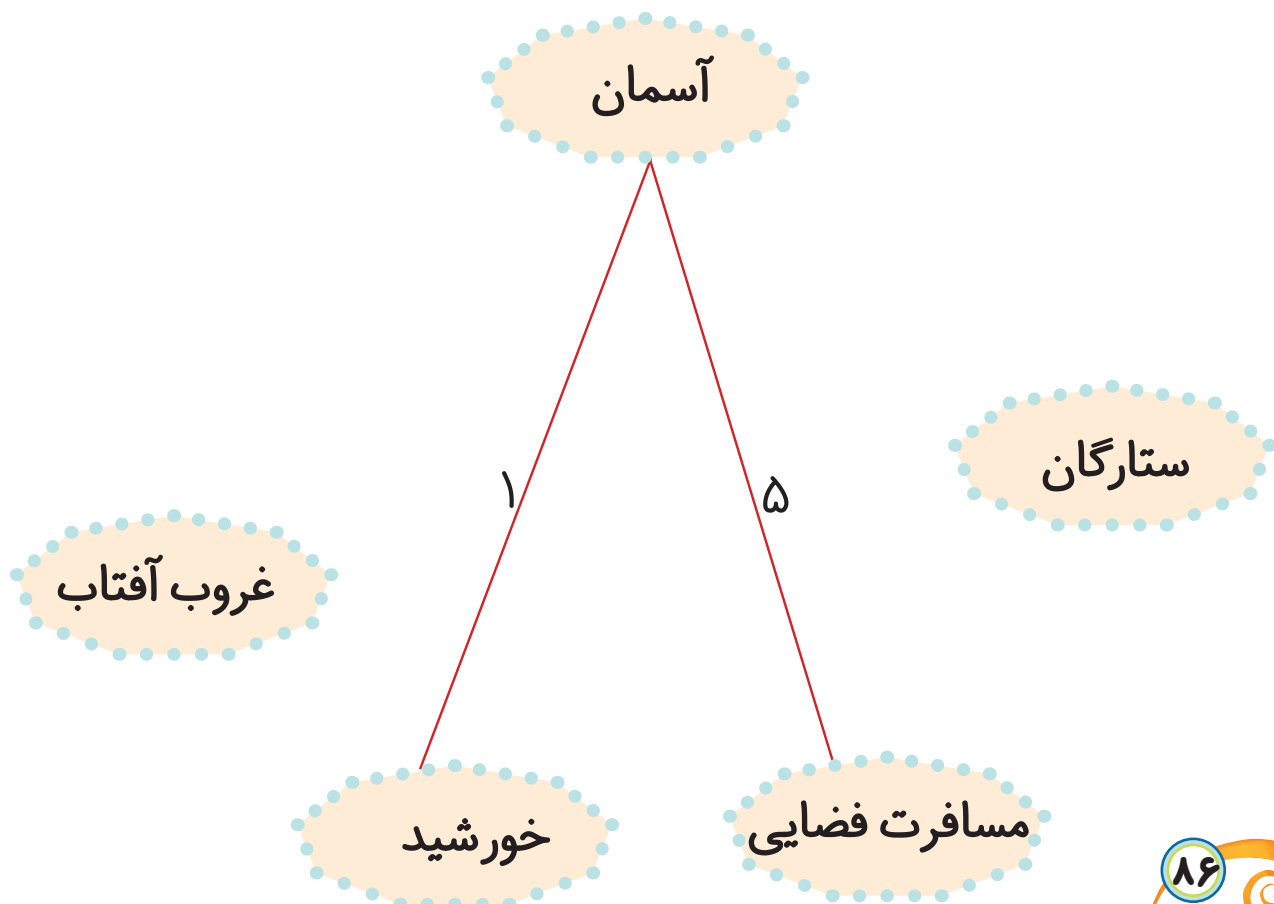 آسمان
ستارگان
۵
۱
غروب آفتاب
مسافرت فضایی
خورشید
۸۶